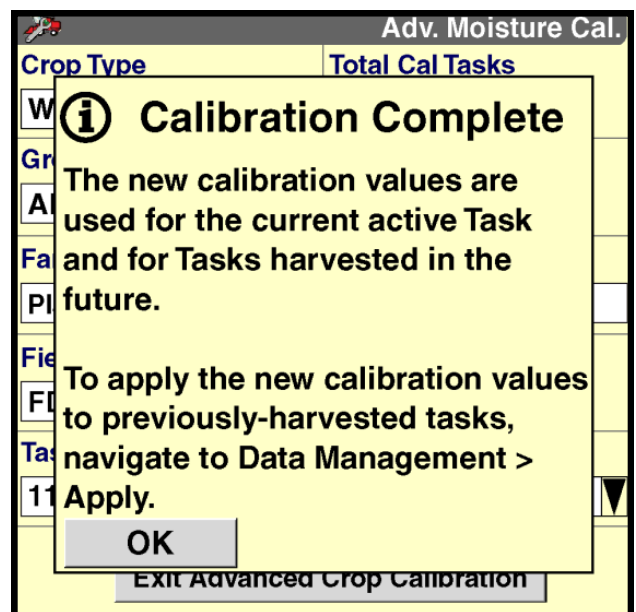 Adv. Moisture Cal.
Crop Type Total Cal Tasks
Calibration Complete
The new calibration values are
used for the current active Task
and for Tasks harvested in the
future.
To apply the new calibration values
to previously-harvested tasks,
navigate to Data Management >
Apply.
OK
Exit Advanced Crop Calibration